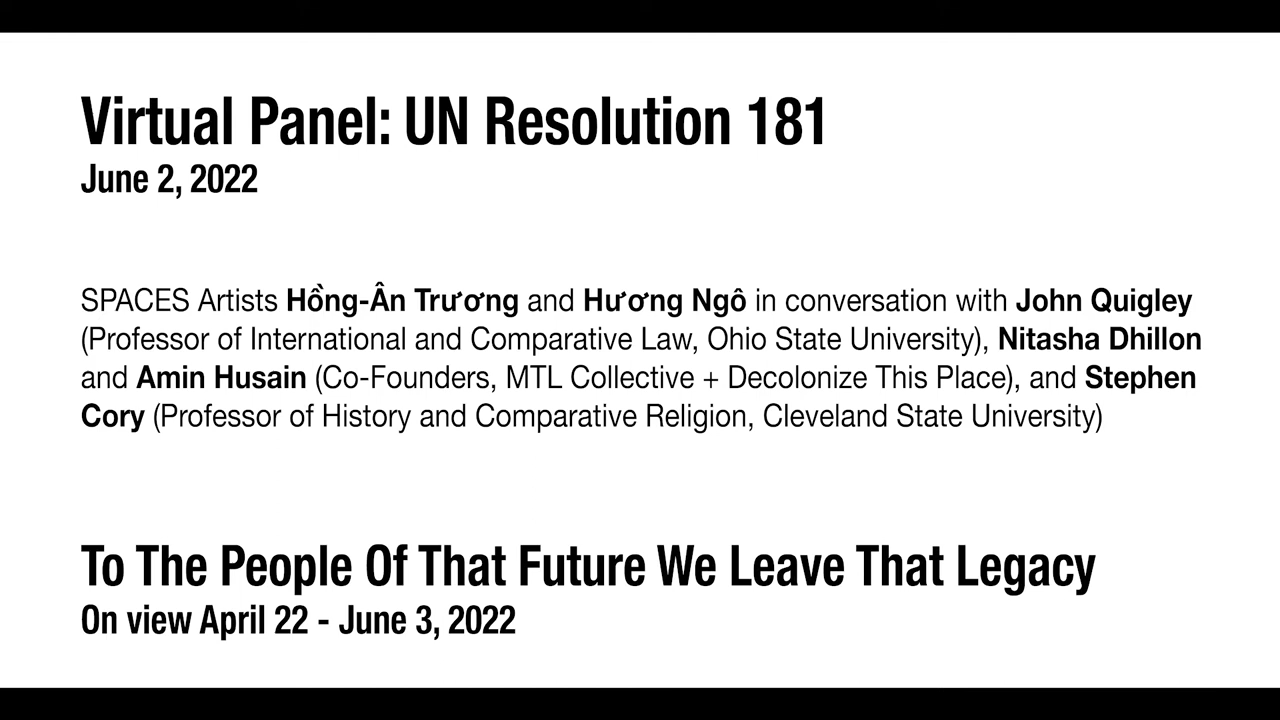 Virtual Panel: UN Resolution 181
June 2, 2022
SPACES Artists Hồng-Ân Trương and Hương Ngô in conversation with John Quigley
(Professor of International and Comparative Law, Ohio State University), Nitasha Dhillon
and Amin Husain (Co-Founders, MTL Collective + Decolonize This Place), and Stephen
Cory (Professor of History and Comparative Religion, Cleveland State University)
To The People Of That Future We Leave That Legacy
On view April 22 - June 3, 2022